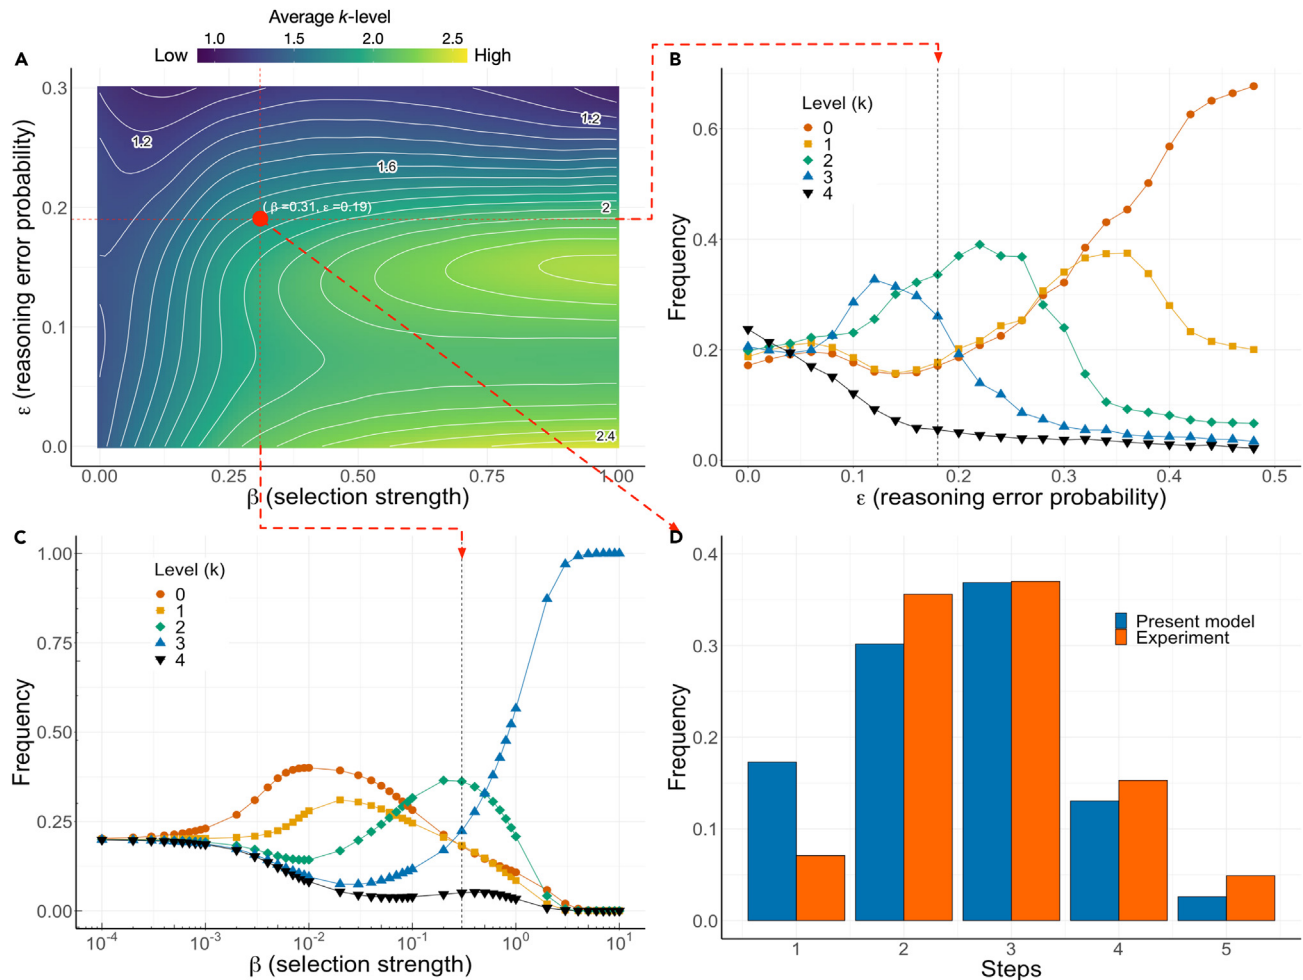 Average k-level
Low 1.0 1.5 2.0 2.5 High
A
ε (reasoning error probability)
0.3
0.2
0.1
0.0
1.2
1.2
1.6
( β =0.31, ε =0.19)
2
2.4
0.00 0.25 0.50 0.75 1.00
β (selection strength)
B
Frequency
0.6
0.4
0.2
0.0
Level (k)
0
1
2
3
4
0.0 0.1 0.2 0.3 0.4 0.5
ε (reasoning error probability)
C
Frequency
1.00
0.75
0.50
0.25
0.00
Level (k)
0
1
2
3
4
10⁻⁴ 10⁻³ 10⁻² 10⁻¹ 10⁰ 10¹
β (selection strength)
D
Frequency
0.4
0.3
0.2
0.1
0.0
Present model
Experiment
1 2 3 4 5
Steps